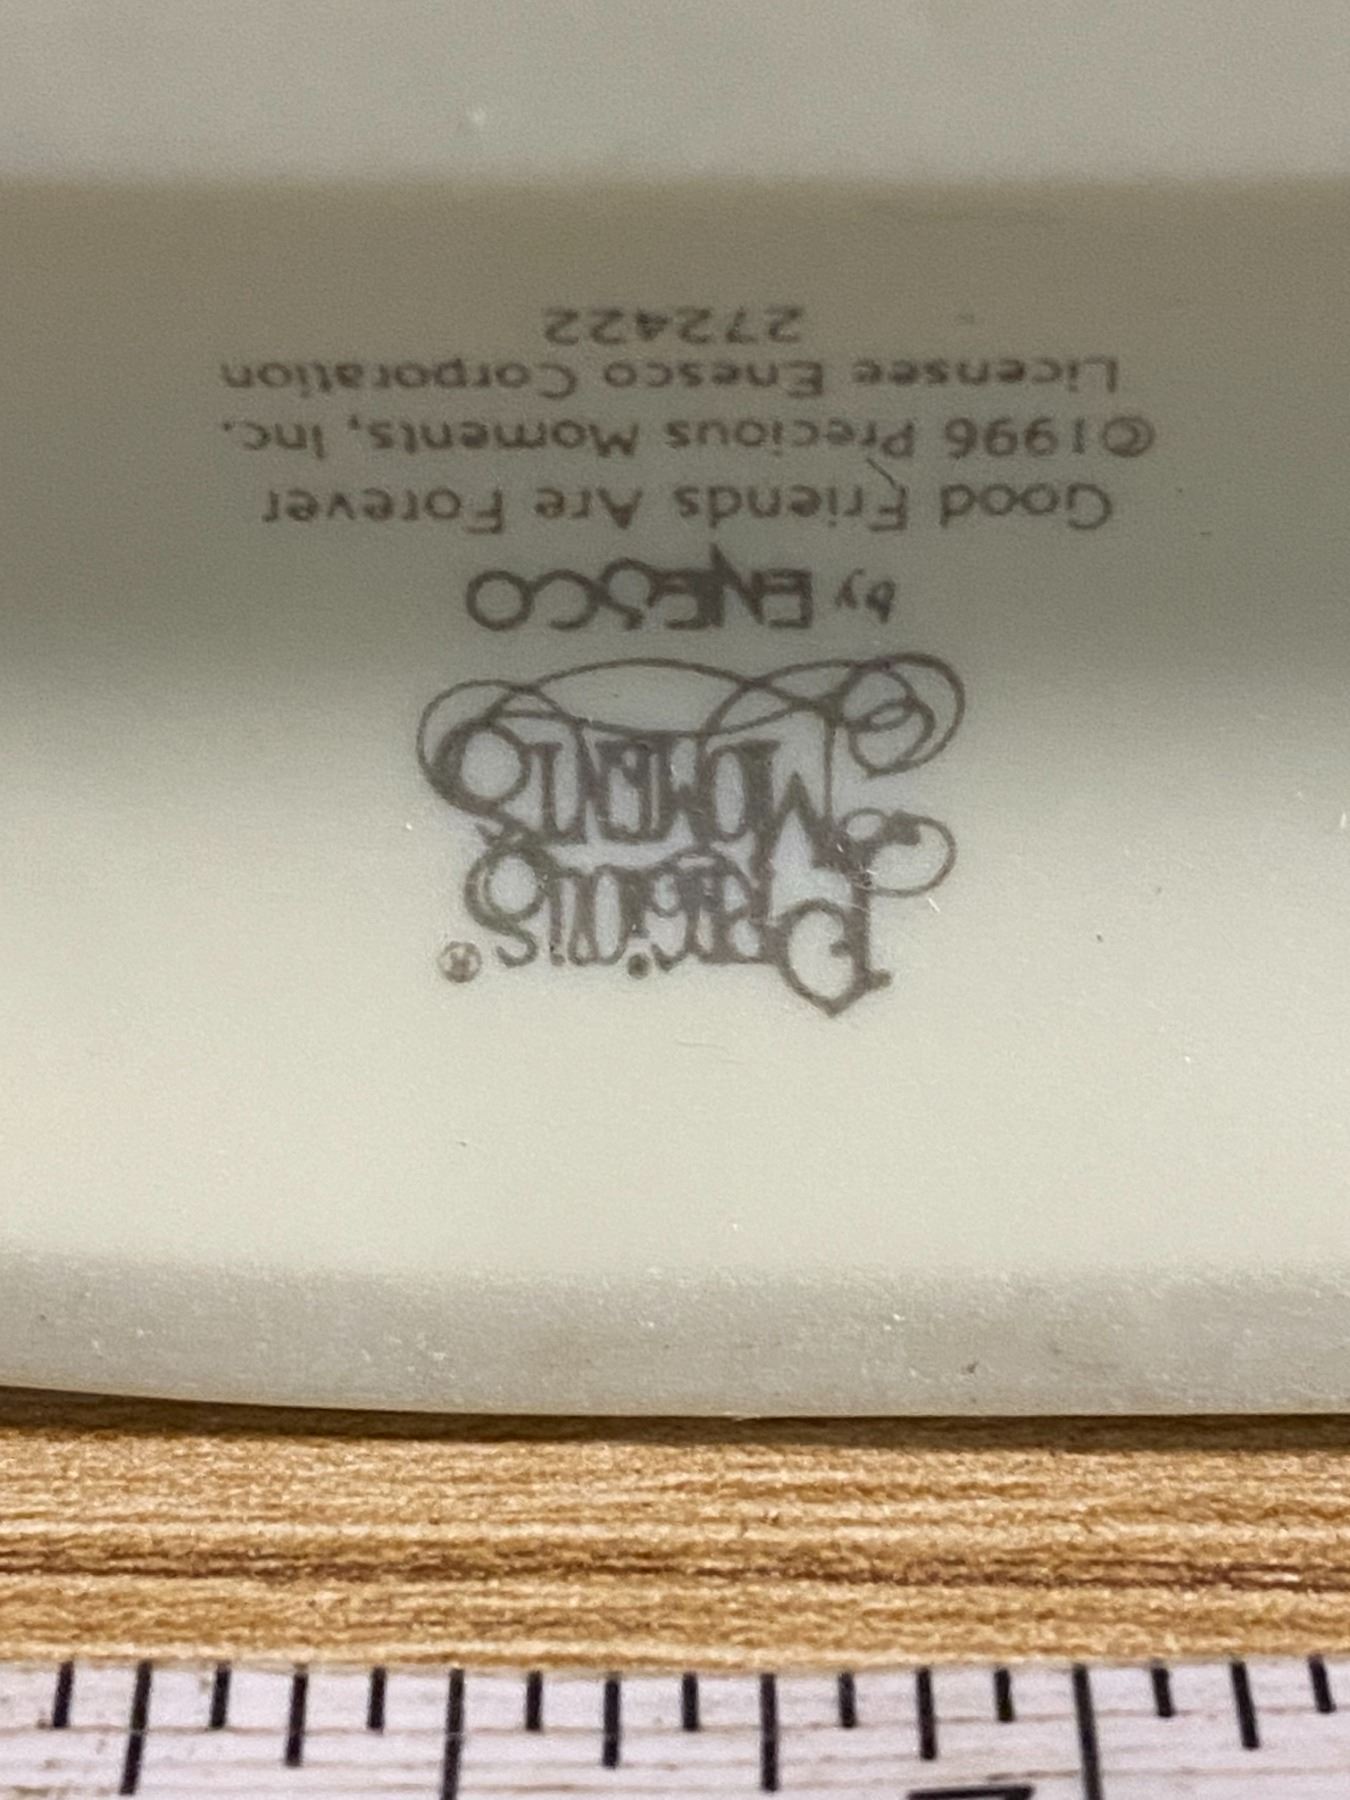 PRECIOUS
MOMENTS®
by ENESCO
Good Friends Are Forever
©1996 Precious Moments, Inc.
Licensee Enesco Corporation
272422